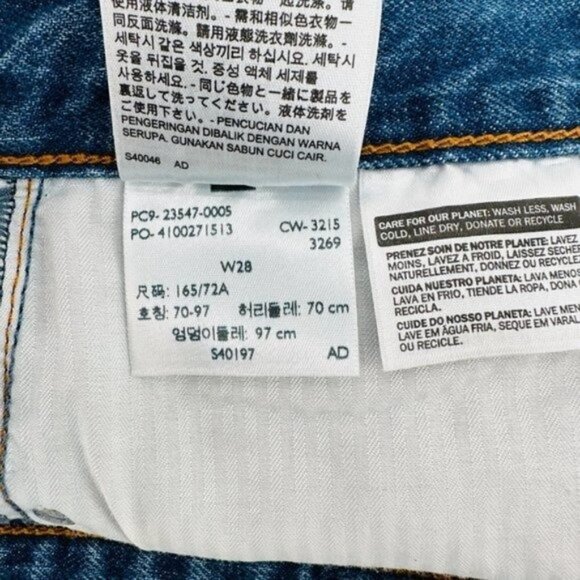 使用液体清洁剂。- 需和相似色衣物一
同反面洗滌。請用液態洗衣劑洗滌。-
세탁시 같은 색상끼리 하십시요. 세탁시
옷을 뒤집을 것. 중성 액체 세제를
사용하세요. - 同じ色物と一緒に製品を
裏返して洗ってください。液体洗剤をご
使用下さい。- PENCUCIAN DAN
PENGERINGAN DIBALIK DENGAN WARNA
SERUPA. GUNAKAN SABUN CUCI CAIR.
S40046 AD
PC9- 23547-0005
PO- 4100271513 CW- 3215
3269
W28
尺码: 165/72A
호칭: 70-97 허리둘레: 70 cm
엉덩이둘레: 97 cm
S40197 AD
CARE FOR OUR PLANET: WASH LESS, WASH
COLD, LINE DRY, DONATE OR RECYCLE
PRENEZ SOIN DE NOTRE PLANETE: LAVEZ
MOINS, LAVEZ A FROID, LAISSEZ SECHER
NATURELLEMENT, DONNEZ OU RECYCLEZ
CUIDA NUESTRO PLANETA: LAVA MENOS
LAVA EN FRIO, TIENDE LA ROPA, DONA
RECICLA.
CUIDE DO NOSSO PLANETA: LAVE MEN
LAVE EM ÁGUA FRIA, SEQUE EM VARAL
OU RECICLE.